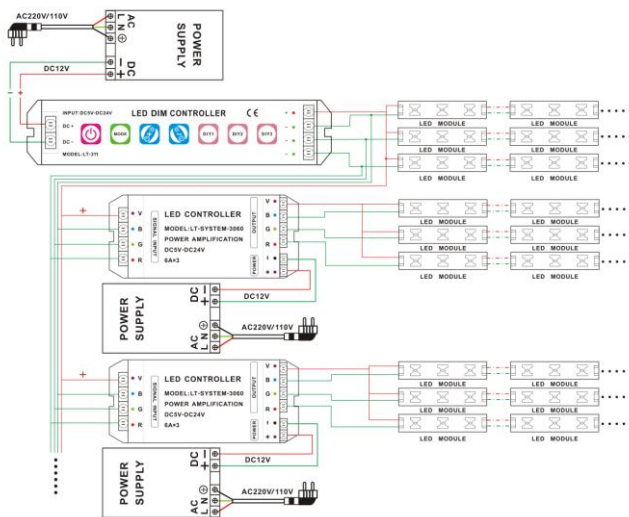 AC220V/110V
AC
L
N
DC
− +
POWER
SUPPLY
DC12V
− +
INPUT:DC5V-DC24V
LED DIM CONTROLLER
CE
DC +
DC −
MODE
DIY1
DIY2
DIY3
MODEL:LT-311
LED MODULE
LED MODULE
LED MODULE
LED MODULE
LED MODULE
LED MODULE
+
V
B
G
R
SIGNAL INPUT
LED CONTROLLER
MODEL:LT-SYSTEM-3060
POWER AMPLIFICATION
DC5V-DC24V
6A×3
OUTPUT
POWER
V
B
G
R
LED MODULE
LED MODULE
LED MODULE
LED MODULE
LED MODULE
LED MODULE
POWER
SUPPLY
DC
+ −
DC12V
AC
L N
AC220V/110V
+
V
B
G
R
SIGNAL INPUT
LED CONTROLLER
MODEL:LT-SYSTEM-3060
POWER AMPLIFICATION
DC5V-DC24V
6A×3
OUTPUT
POWER
V
B
G
R
LED MODULE
LED MODULE
LED MODULE
LED MODULE
LED MODULE
LED MODULE
POWER
SUPPLY
DC
+ −
DC12V
AC
L N
AC220V/110V